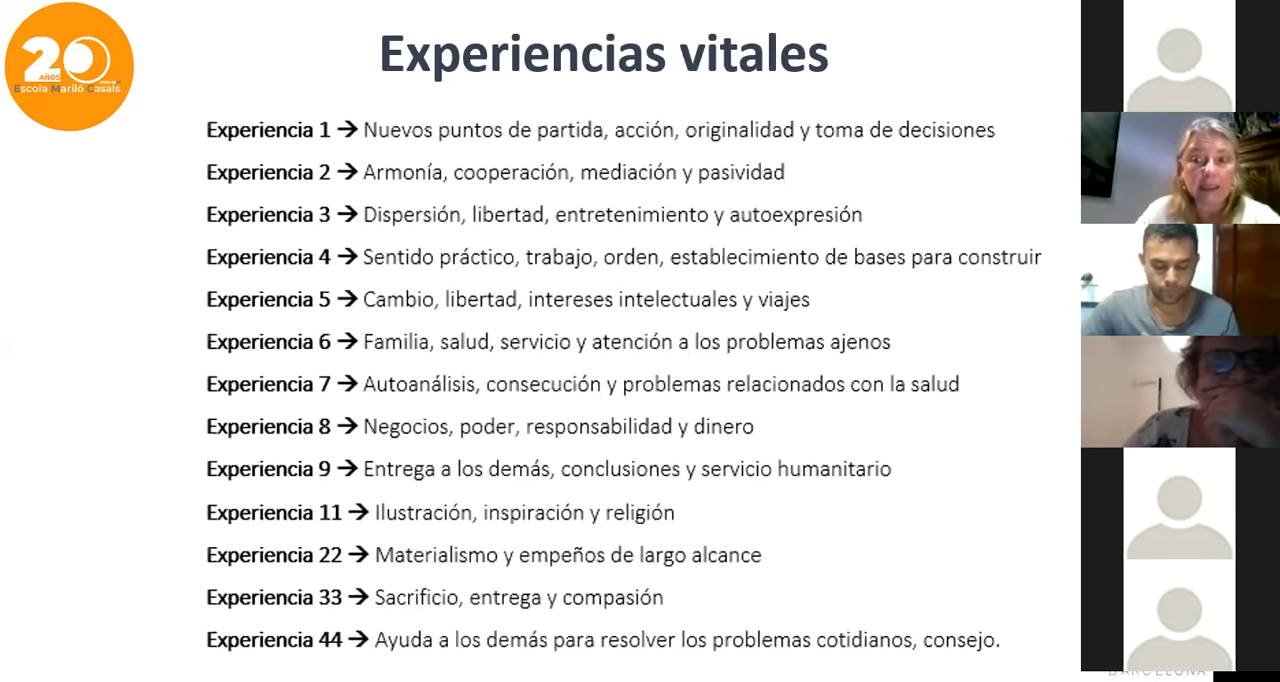 20
AÑOS
Escola Mariló Casals
Experiencias vitales
Experiencia 1 → Nuevos puntos de partida, acción, originalidad y toma de decisiones
Experiencia 2 → Armonía, cooperación, mediación y pasividad
Experiencia 3 → Dispersión, libertad, entretenimiento y autoexpresión
Experiencia 4 → Sentido práctico, trabajo, orden, establecimiento de bases para construir
Experiencia 5 → Cambio, libertad, intereses intelectuales y viajes
Experiencia 6 → Familia, salud, servicio y atención a los problemas ajenos
Experiencia 7 → Autoanálisis, consecución y problemas relacionados con la salud
Experiencia 8 → Negocios, poder, responsabilidad y dinero
Experiencia 9 → Entrega a los demás, conclusiones y servicio humanitario
Experiencia 11 → Ilustración, inspiración y religión
Experiencia 22 → Materialismo y empeños de largo alcance
Experiencia 33 → Sacrificio, entrega y compasión
Experiencia 44 → Ayuda a los demás para resolver los problemas cotidianos, consejo.
BARCELONA